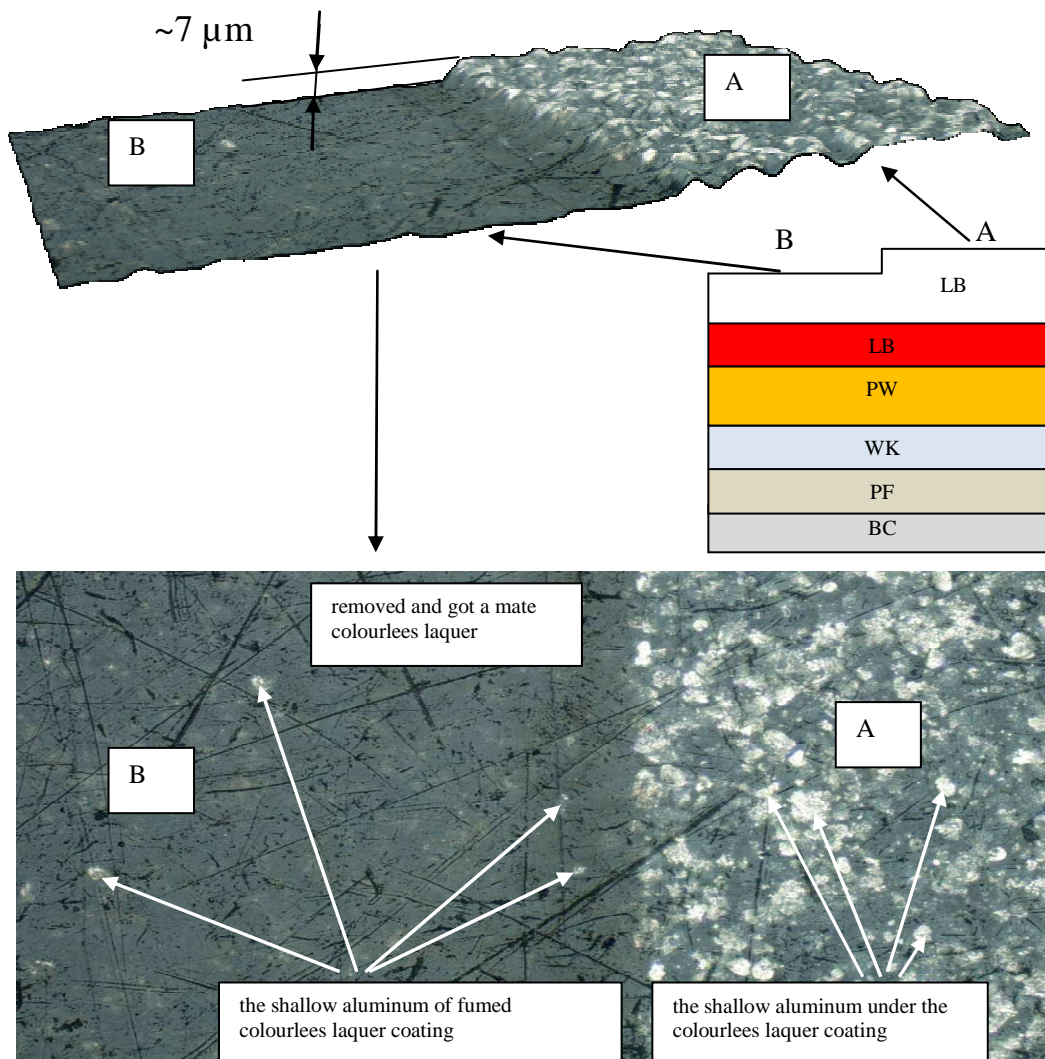 ~7 µm
A
B
B
A
LB
LB
PW
WK
PF
BC
removed and got a mate
colourlees laquer
B
A
the shallow aluminum of fumed
colourlees laquer coating
the shallow aluminum under the
colourlees laquer coating